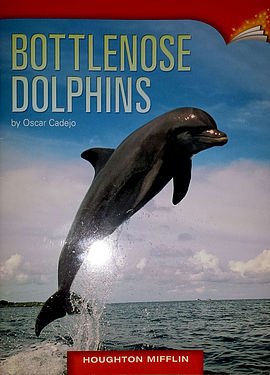 BOTTLENOSE
DOLPHINS
by Oscar Cadejo
HOUGHTON MIFFLIN